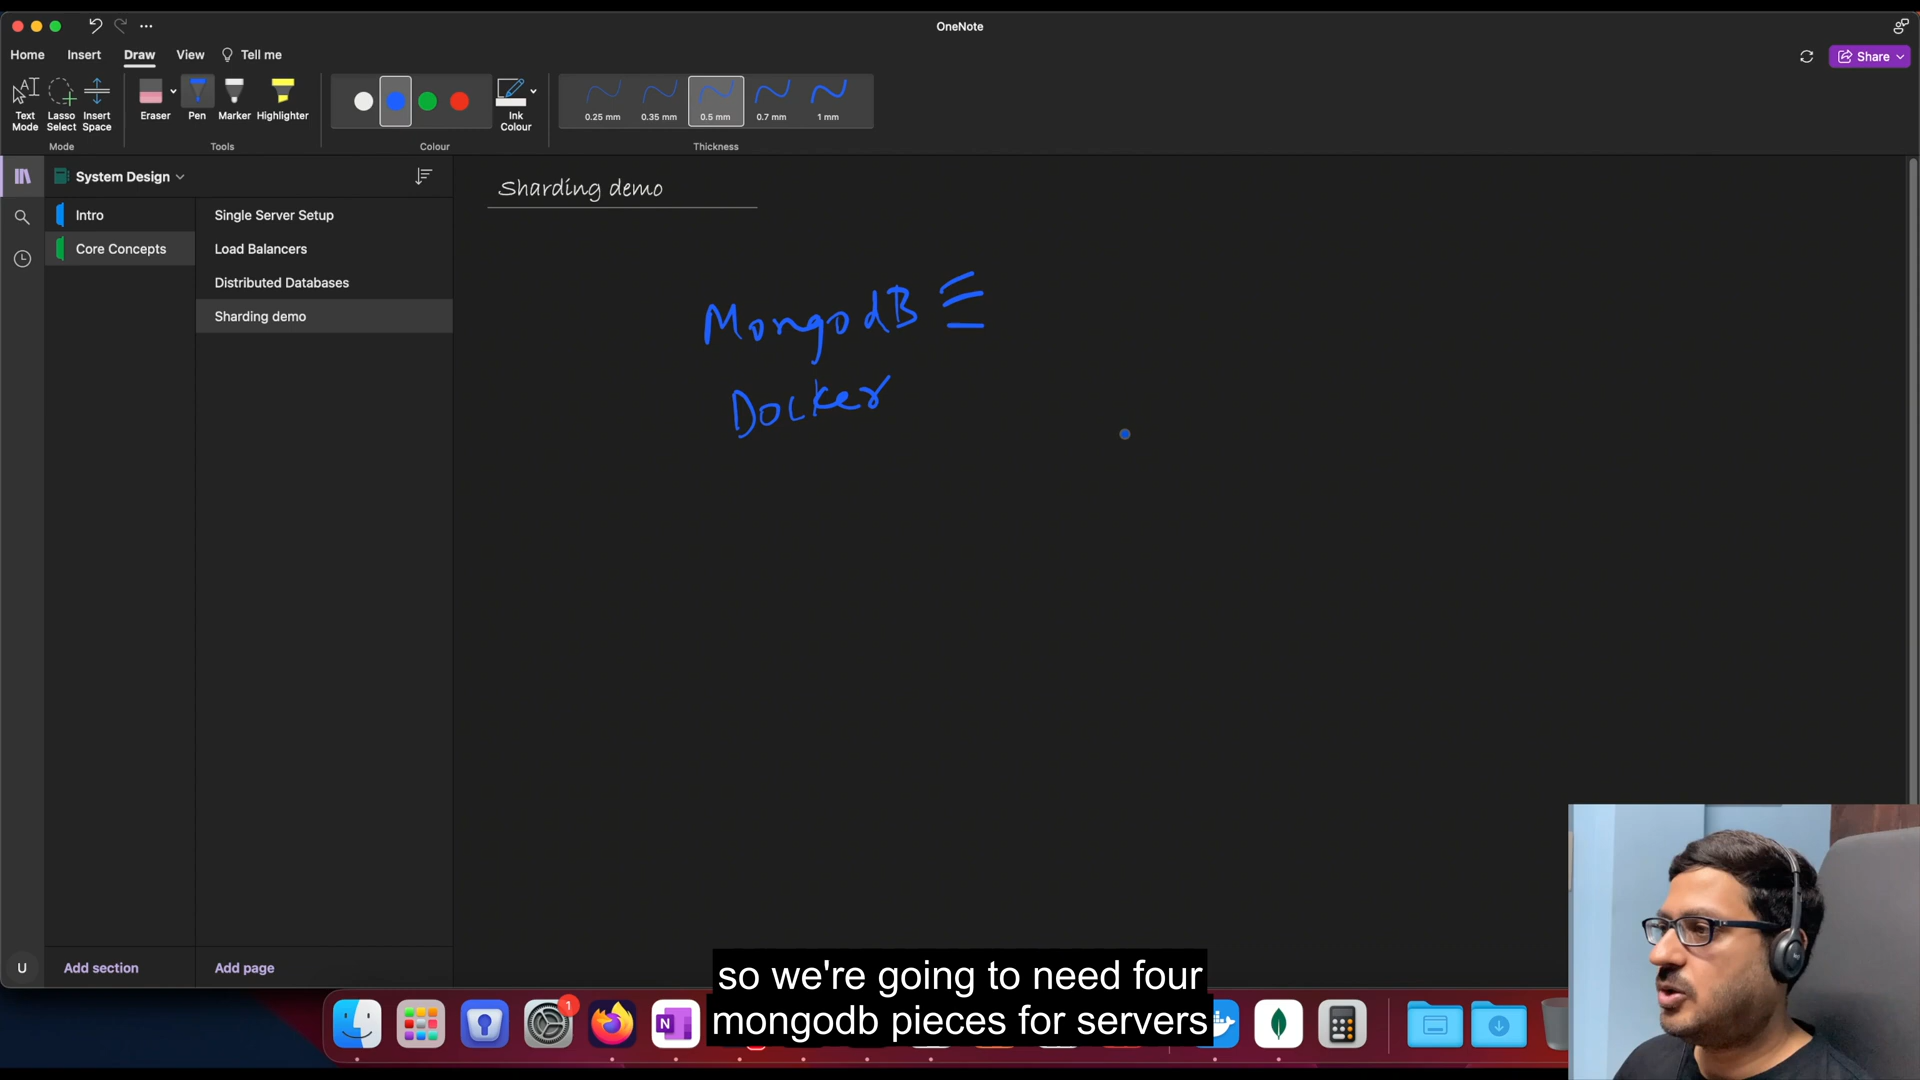 OneNote
Home Insert Draw View Tell me
Share
Text Mode
Lasso Select
Insert Space
Eraser
Pen
Marker
Highlighter
Ink Colour
0.25 mm
0.35 mm
0.5 mm
0.7 mm
1 mm
Mode
Tools
Colour
Thickness
System Design
Intro
Core Concepts
Single Server Setup
Load Balancers
Distributed Databases
Sharding demo
Sharding demo
MongodB
Docker
U
Add section
Add page
1
N
so we're going to need four
mongodb pieces for servers